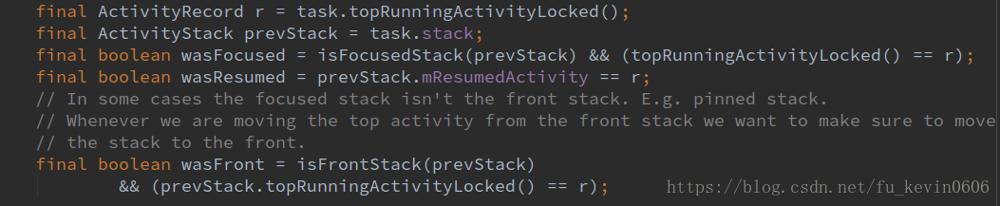 final ActivityRecord r = task.topRunningActivityLocked();
final ActivityStack prevStack = task.stack;
final boolean wasFocused = isFocusedStack(prevStack) && (topRunningActivityLocked() == r);
final boolean wasResumed = prevStack.mResumedActivity == r;
// In some cases the focused stack isn't the front stack. E.g. pinned stack.
// Whenever we are moving the top activity from the front stack we want to make sure to move
// the stack to the front.
final boolean wasFront = isFrontStack(prevStack)
&& (prevStack.topRunningActivityLocked() == r);
https://blog.csdn.net/fu_kevin0606